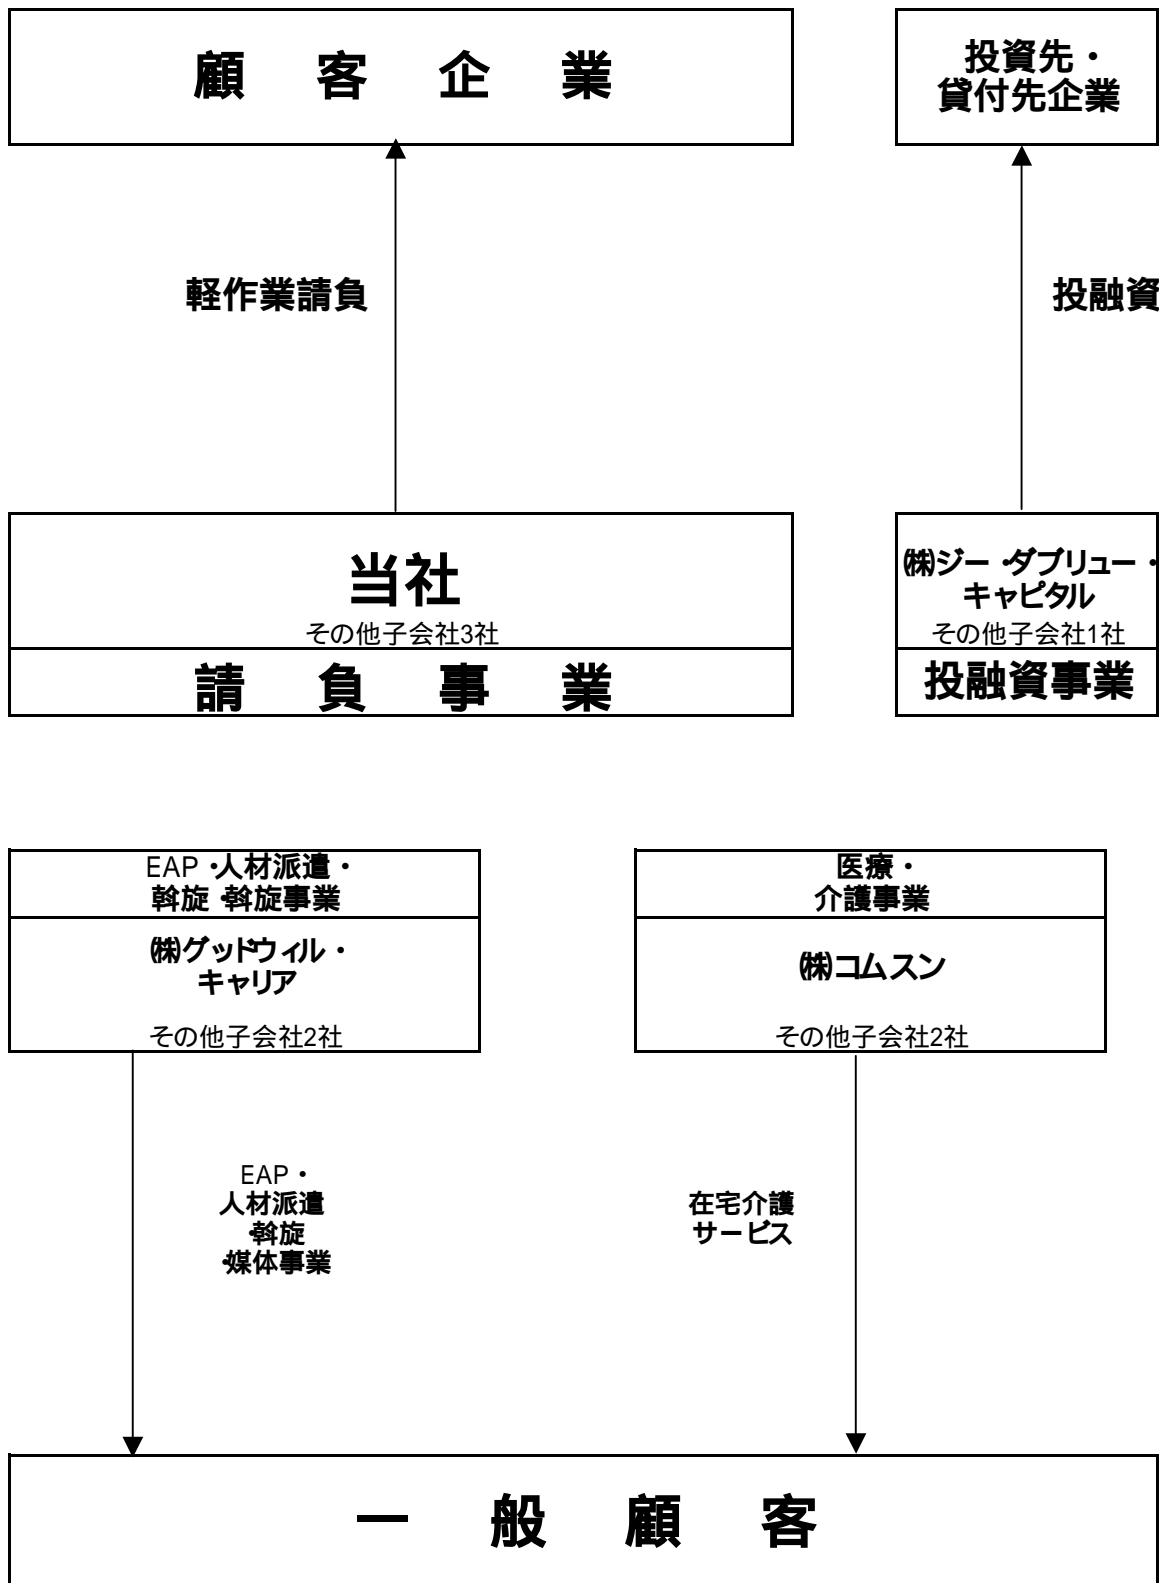 顧客企業
投資先・
貸付先企業
軽作業請負
投融資
当社
その他子会社3社
請負事業
㈱ジー・ダブリュー・
キャピタル
その他子会社1社
投融資事業
EAP・人材派遣・
斡旋・斡旋事業
㈱グッドウィル・
キャリア
その他子会社2社
医療・
介護事業
㈱コムスン
その他子会社2社
EAP・
人材派遣
・斡旋
・媒体事業
在宅介護
サービス
一般顧客